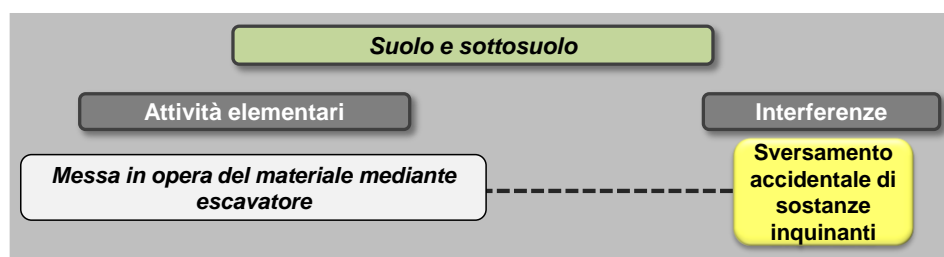 Suolo e sottosuolo
Attività elementari
Interferenze
Messa in opera del materiale mediante
escavatore
Sversamento
accidentale di
sostanze
inquinanti